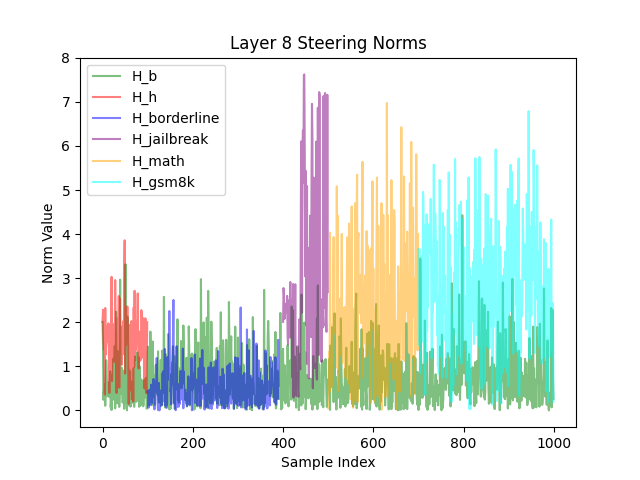 Layer 8 Steering Norms
H_b
H_h
H_borderline
H_jailbreak
H_math
H_gsm8k
Norm Value
8
7
6
5
4
3
2
1
0
0 200 400 600 800 1000
Sample Index